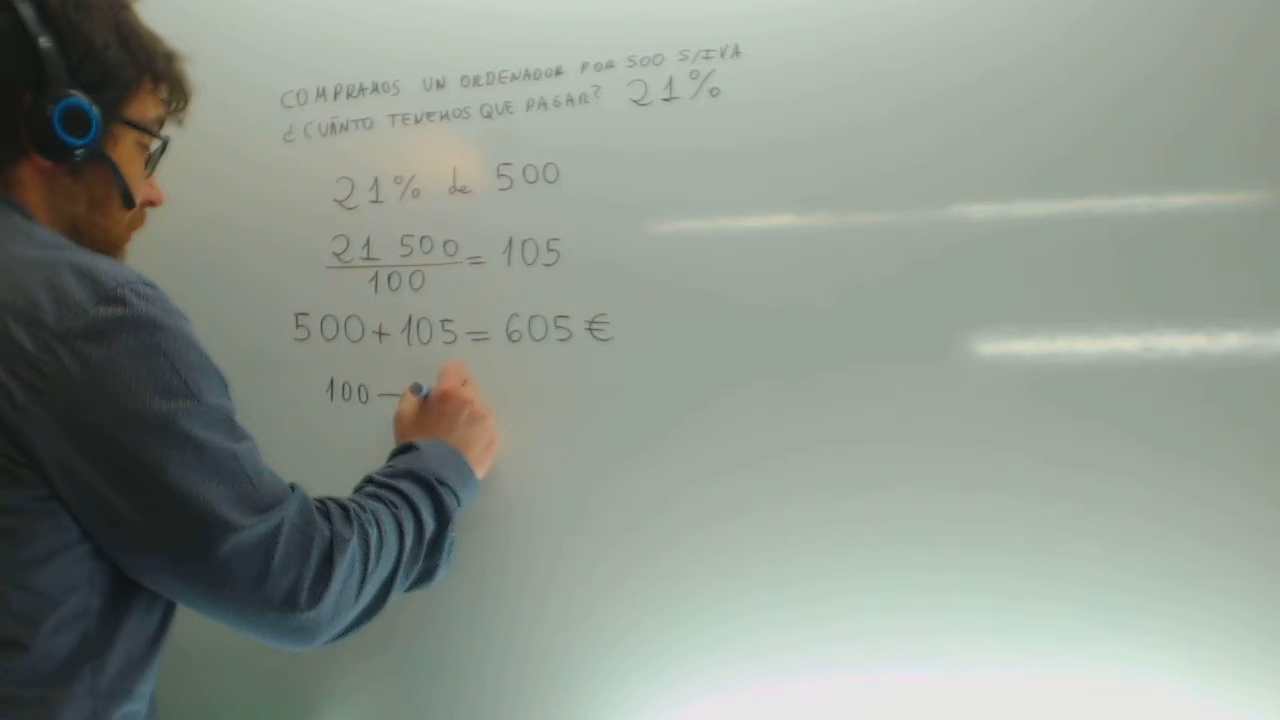 COMPRAMOS UN ORDENADOR POR 500 S/IVA
¿CUÁNTO TENEMOS QUE PAGAR? 21%
21% de 500
21 500
100
= 105
500+105=605€
100—